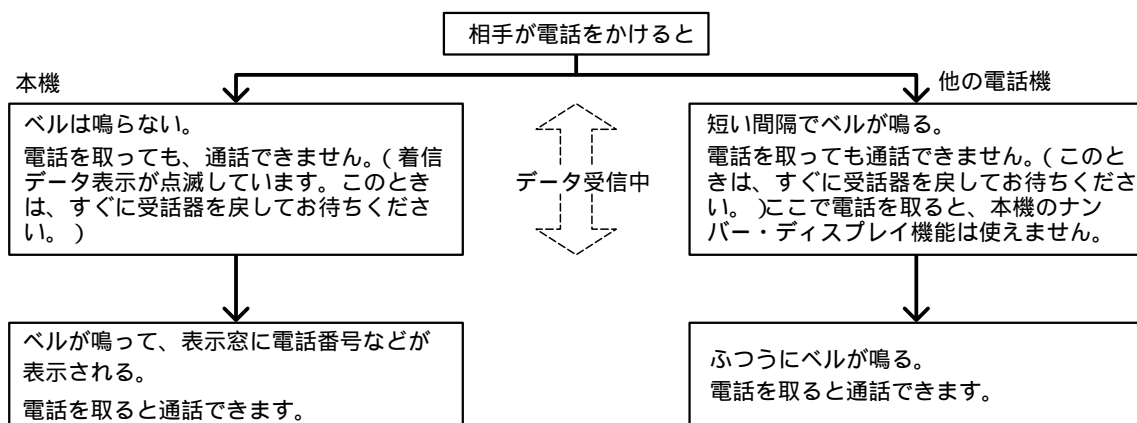 相手が電話をかけると
本機
他の電話機
ベルは鳴らない。
電話を取っても、通話できません。(着信
データ表示が点滅しています。このとき
は、すぐに受話器を戻してお待ちくださ
い。)
データ受信中
短い間隔でベルが鳴る。
電話を取っても通話できません。(このと
きは、すぐに受話器を戻してお待ちくださ
い。)ここで電話を取ると、本機のナン
バー・ディスプレイ機能は使えません。
ベルが鳴って、表示窓に電話番号などが
表示される。
電話を取ると通話できます。
ふつうにベルが鳴る。
電話を取ると通話できます。